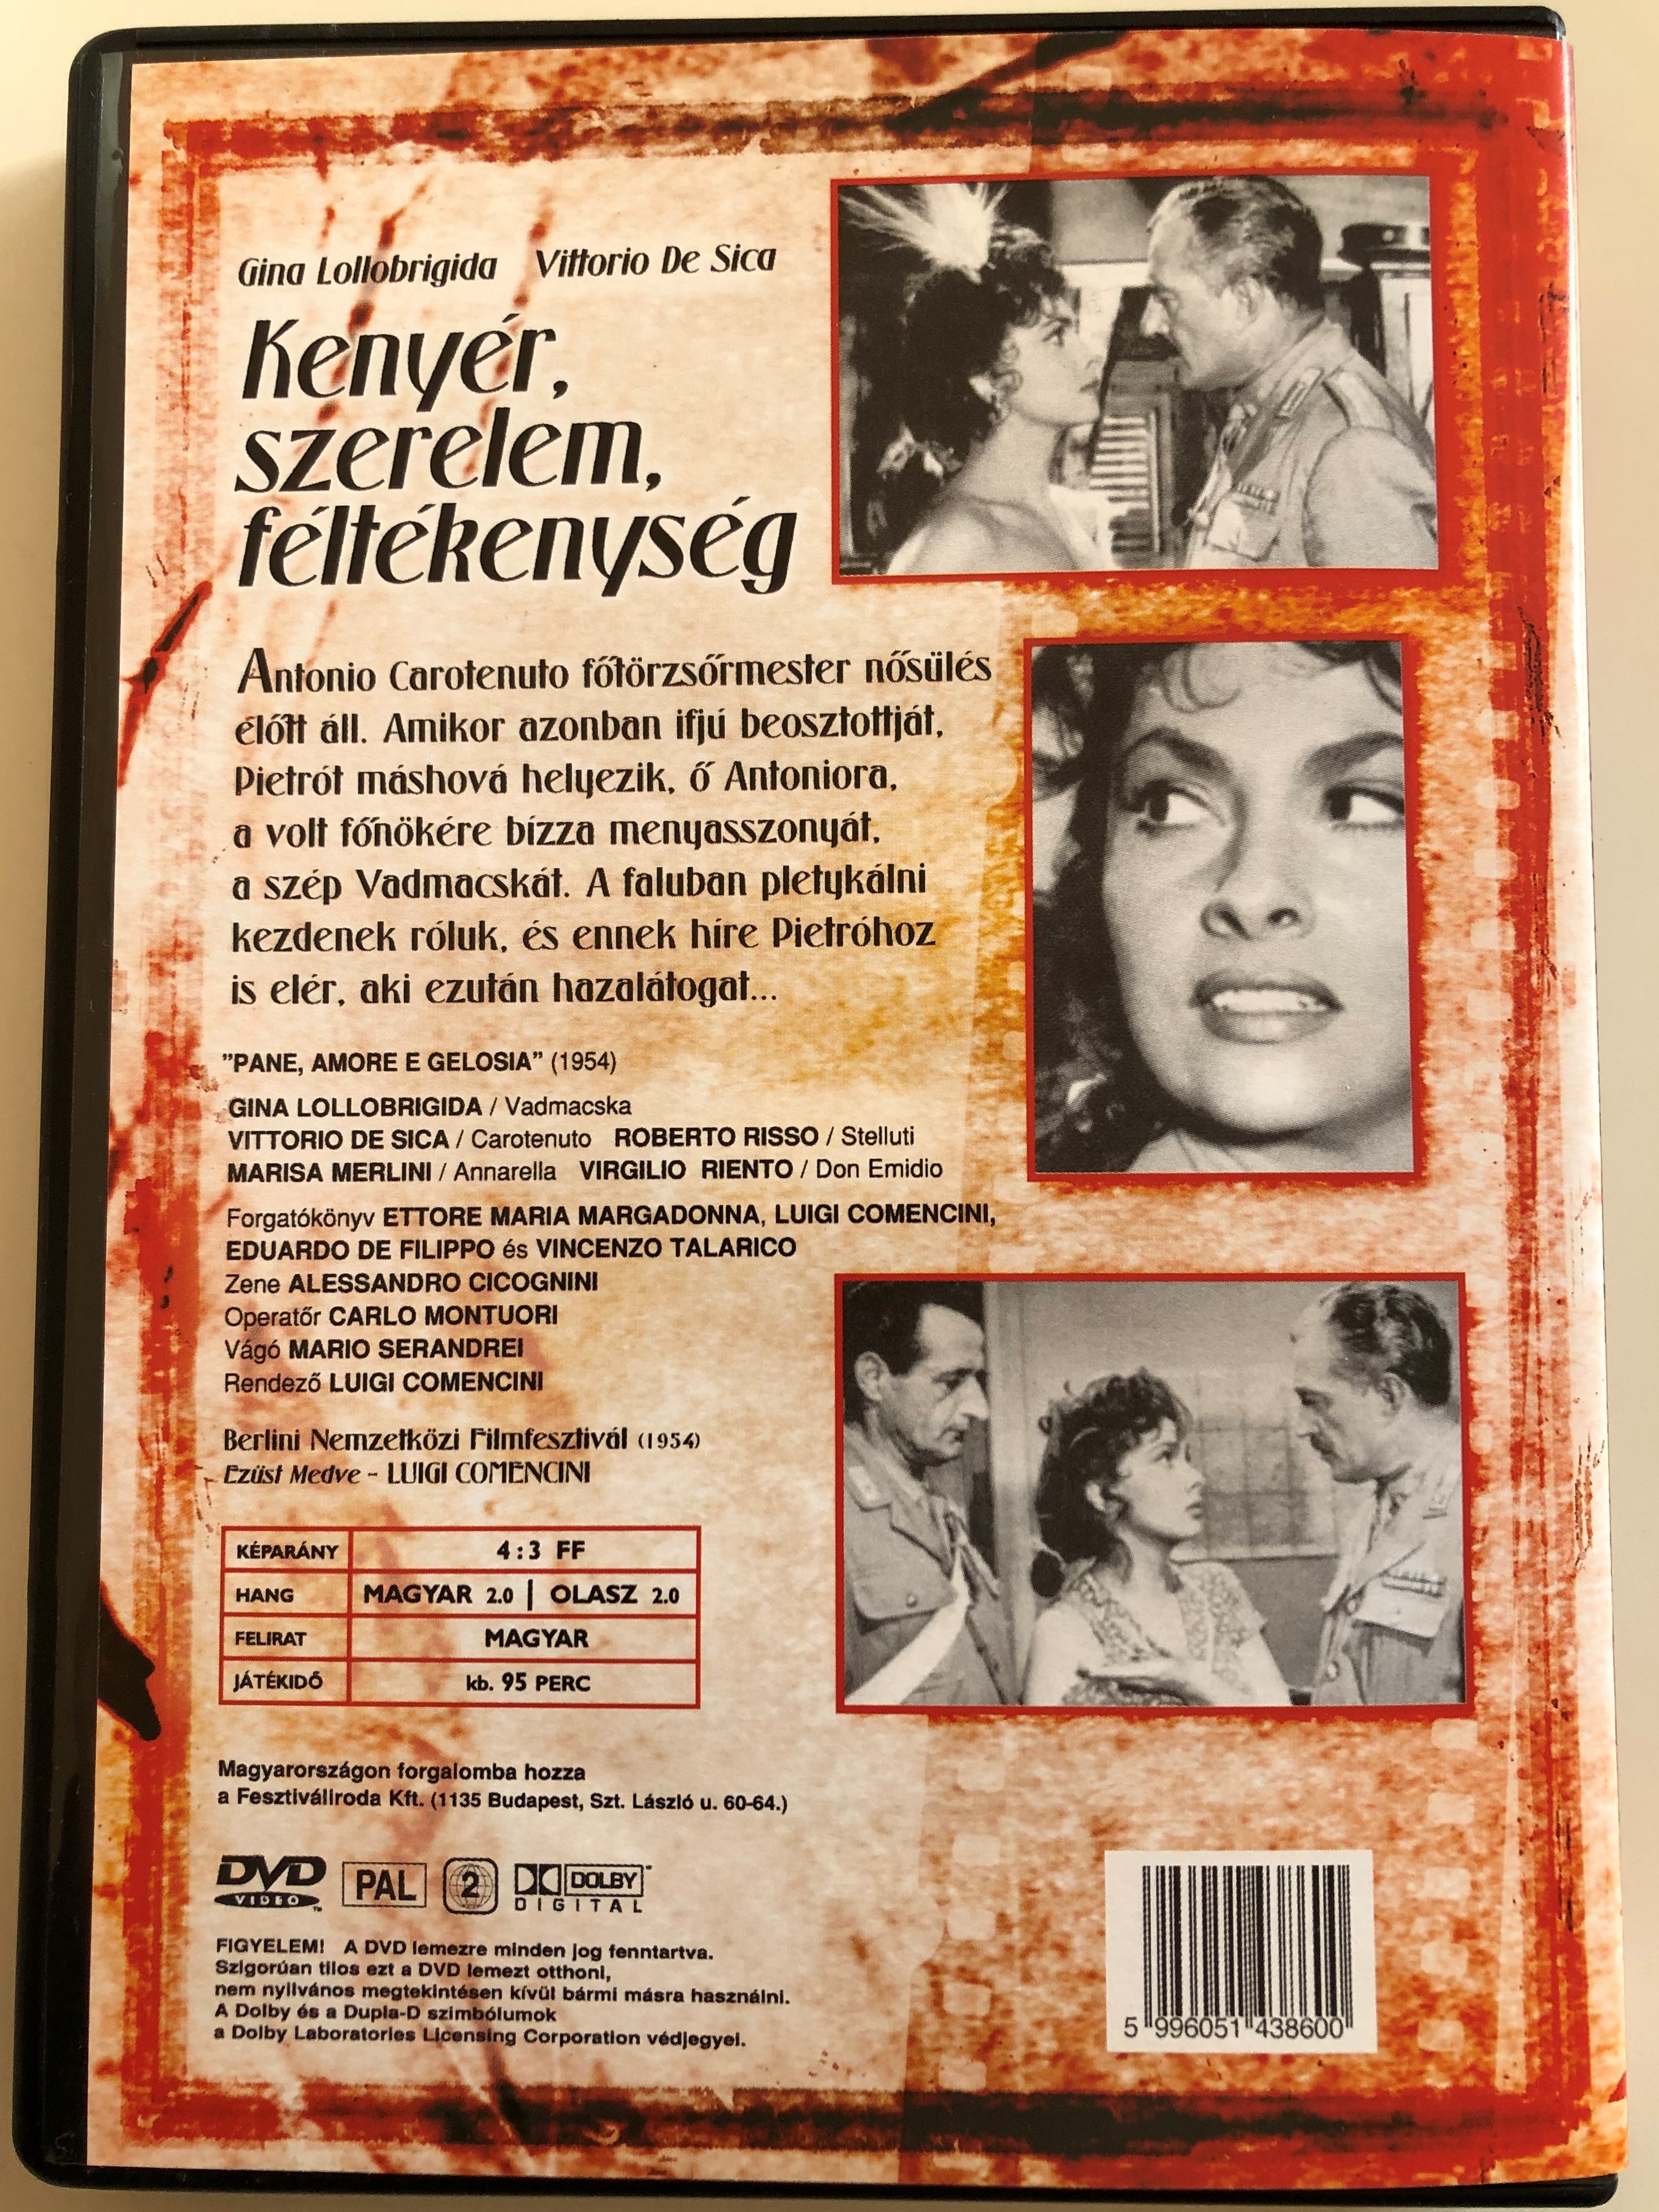 Gina Lollobrigida Vittorio De Sica
Kenyér,
szerelem,
féltékenység
Antonio Carotenuto főtörzsőrmester nősülés
előtt áll. Amikor azonban ifjú beosztottját,
Pietrót máshová helyezik, ő Antoniora,
a volt főnökére bízza menyasszonyát,
a szép Vadmacskát. A faluban pletykálni
kezdenek róluk, és ennek híre Pietróhoz
is elér, aki ezután hazalátogat...
"PANE, AMORE E GELOSIA" (1954)
GINA LOLLOBRIGIDA / Vadmacska
VITTORIO DE SICA / Carotenuto ROBERTO RISSO / Stelluti
MARISA MERLINI / Annarella VIRGILIO RIENTO / Don Emidio
Forgatókönyv ETTORE MARIA MARGADONNA, LUIGI COMENCINI,
EDUARDO DE FILIPPO és VINCENZO TALARICO
Zene ALESSANDRO CICOGNINI
Operatőr CARLO MONTUORI
Vágó MARIO SERANDREI
Rendező LUIGI COMENCINI
Berlini Nemzetközi Filmfesztivál (1954)
Ezüst Medve - LUIGI COMENCINI
KÉPARÁNY 4:3 FF
HANG MAGYAR 2.0 | OLASZ 2.0
FELIRAT MAGYAR
JÁTÉKIDŐ kb. 95 PERC
Magyarországon forgalomba hozza
a Fesztiváliroda Kft. (1135 Budapest, Szt. László u. 60-64.)
DVD VIDEO TM PAL 2 DOLBY DIGITAL
FIGYELEM! A DVD lemezre minden jog fenntartva.
Szigorúan tilos ezt a DVD lemezt otthoni,
nem nyilvános megtekintésen kívül bármi másra használni.
A Dolby és a Dupla-D szimbólumok
a Dolby Laboratories Licensing Corporation védjegyei.
5 996051 438600